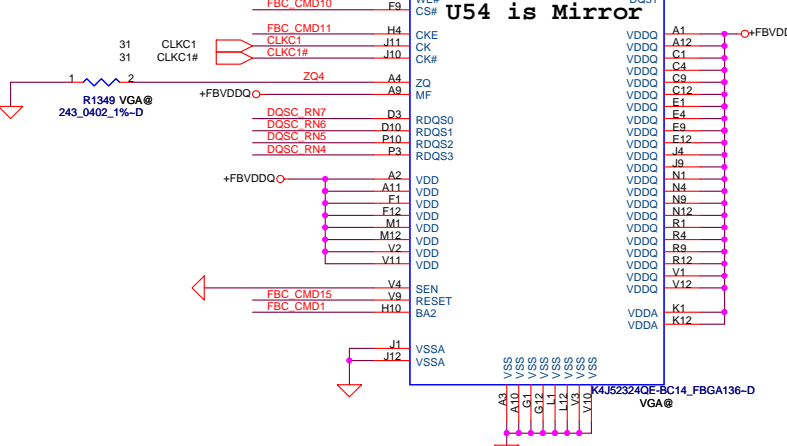 FBC_CMD10 F9 CS#
U54 is Mirror
FBC_CMD11 H4 CKE
31 CLKC1 CLKC1 J11 CK
31 CLKC1# CLKC1# J10 CK#
1 2 ZQ4 A4 ZQ
+FBVDDQ A9 MF
R1349 VGA@
243_0402_1%~D
DQSC_RN7 D3 RDQS0
DQSC_RN6 D10 RDQS1
DQSC_RN5 P10 RDQS2
DQSC_RN4 P3 RDQS3
+FBVDDQ A2 VDD
A11 VDD
F1 VDD
F12 VDD
M1 VDD
M12 VDD
V2 VDD
V11 VDD
V4 SEN
FBC_CMD15 V9 RESET
FBC_CMD1 H10 BA2
J1 VSSA
J12 VSSA
VDDQ A1 +FBVDD
VDDQ A12
VDDQ C1
VDDQ C4
VDDQ C9
VDDQ C12
VDDQ E1
VDDQ E4
VDDQ E9
VDDQ E12
VDDQ J4
VDDQ J9
VDDQ N1
VDDQ N4
VDDQ N9
VDDQ N12
VDDQ R1
VDDQ R4
VDDQ R9
VDDQ R12
VDDQ V1
VDDQ V12
VDDA K1
VDDA K12
VSS VSS VSS VSS VSS VSS VSS VSS
A3 A10 G1 G12 L1 L12 V3 V10
K4J52324QE-BC14_FBGA136~D
VGA@